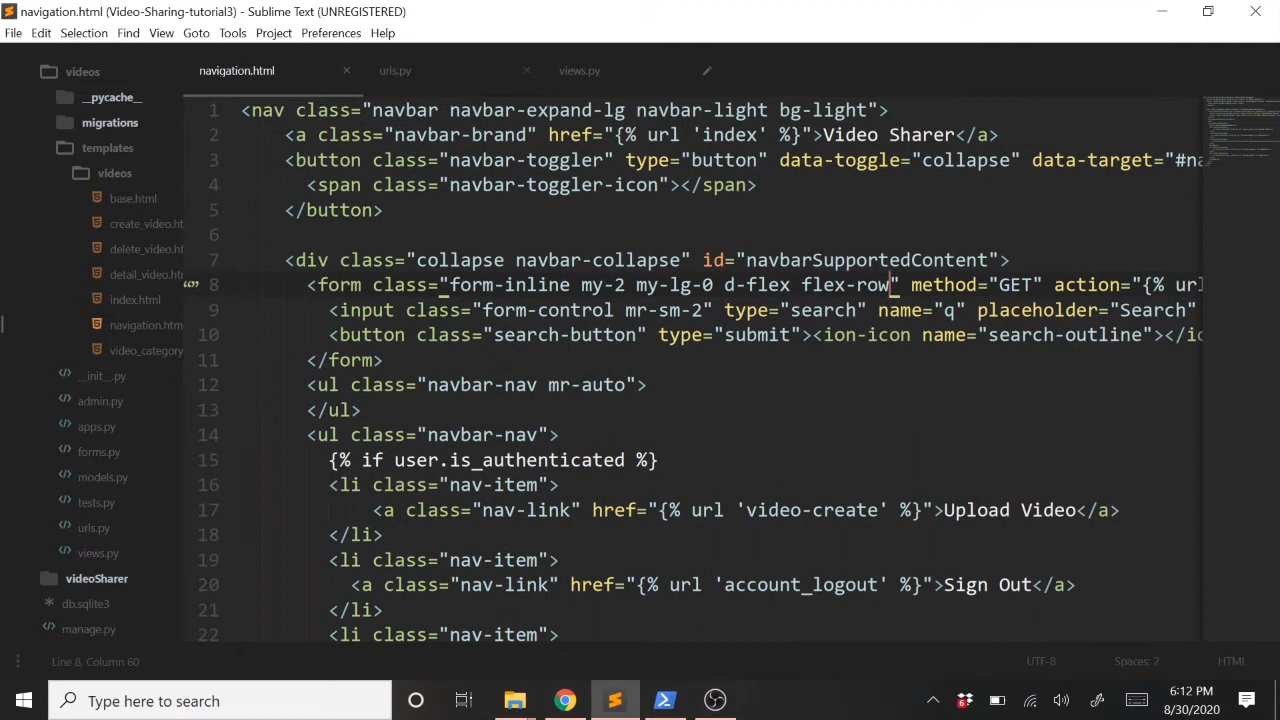 navigation.html (Video-Sharing-tutorial3) - Sublime Text (UNREGISTERED)
File Edit Selection Find View Goto Tools Project Preferences Help
videos
__pycache__
migrations
templates
videos
base.html
create_video.ht
delete_video.ht
detail_video.htm
index.html
navigation.htm
video_category
__init__.py
admin.py
apps.py
forms.py
models.py
tests.py
urls.py
views.py
videoSharer
db.sqlite3
manage.py
navigation.html × urls.py × views.py
1 <nav class="navbar navbar-expand-lg navbar-light bg-light">
2 <a class="navbar-brand" href="{% url 'index' %}">Video Sharer</a>
3 <button class="navbar-toggler" type="button" data-toggle="collapse" data-target="#na
4 <span class="navbar-toggler-icon"></span>
5 </button>
6
7 <div class="collapse navbar-collapse" id="navbarSupportedContent">
8 <form class="form-inline my-2 my-lg-0 d-flex flex-row" method="GET" action="{% url
9 <input class="form-control mr-sm-2" type="search" name="q" placeholder="Search"
10 <button class="search-button" type="submit"><ion-icon name="search-outline"></ic
11 </form>
12 <ul class="navbar-nav mr-auto">
13 </ul>
14 <ul class="navbar-nav">
15 {% if user.is_authenticated %}
16 <li class="nav-item">
17 <a class="nav-link" href="{% url 'video-create' %}">Upload Video</a>
18 </li>
19 <li class="nav-item">
20 <a class="nav-link" href="{% url 'account_logout' %}">Sign Out</a>
21 </li>
22 <li class="nav-item">
Line 8, Column 60 UTF-8 Spaces: 2 HTML
Type here to search
6
6:12 PM
8/30/2020